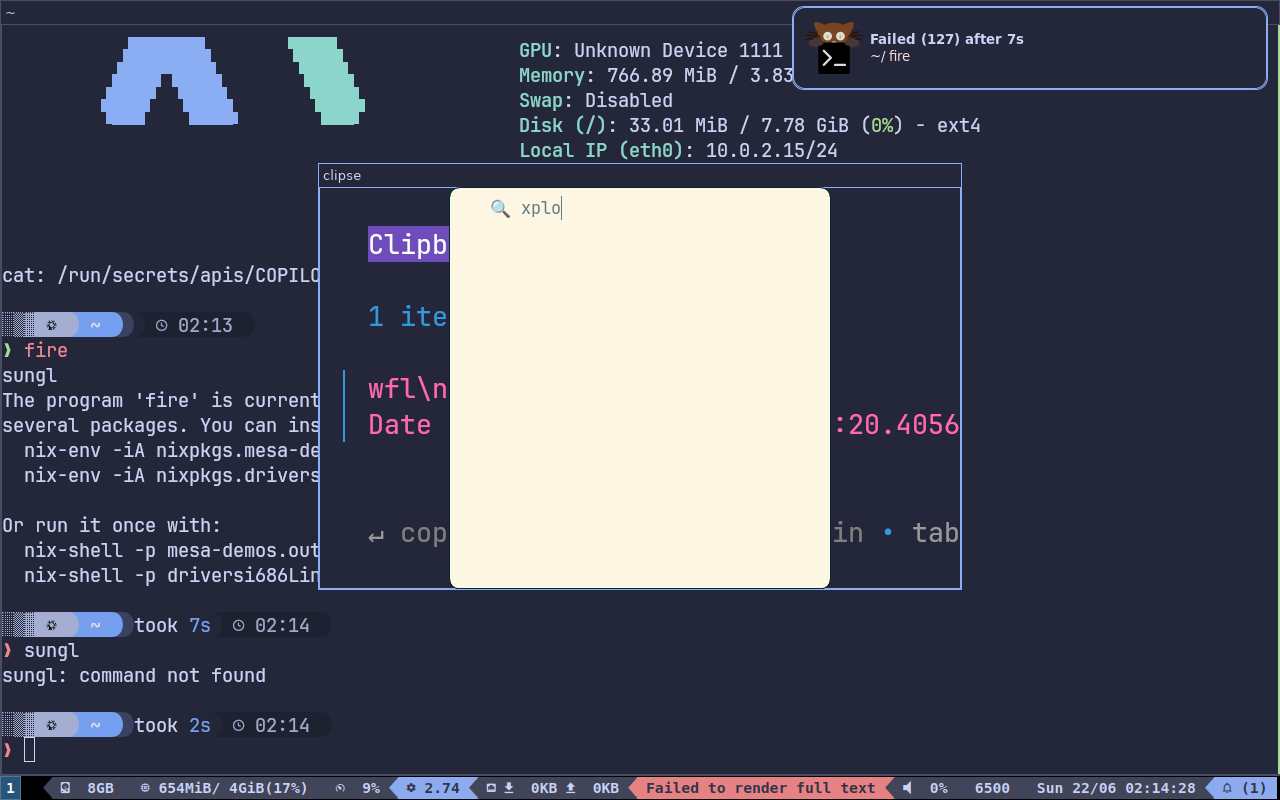 ~
Failed (127) after 7s
~/ fire
GPU: Unknown Device 1111
Memory: 766.89 MiB / 3.83
Swap: Disabled
Disk (/): 33.01 MiB / 7.78 GiB (0%) - ext4
Local IP (eth0): 10.0.2.15/24
clipse
xplo
Clipb
1 ite
wfl\n
Date :20.4056
↵ cop in • tab
cat: /run/secrets/apis/COPILO
~ 02:13
❱ fire
sungl
The program 'fire' is current
several packages. You can ins
nix-env -iA nixpkgs.mesa-de
nix-env -iA nixpkgs.drivers
Or run it once with:
nix-shell -p mesa-demos.out
nix-shell -p driversi686Lin
~ took 7s 02:14
❱ sungl
sungl: command not found
~ took 2s 02:14
❱
1 8GB 654MiB/ 4GiB(17%) 9% 2.74 0KB 0KB Failed to render full text 0% 6500 Sun 22/06 02:14:28 (1)